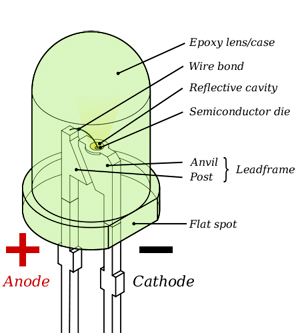 Epoxy lens/case
Wire bond
Reflective cavity
Semiconductor die
Anvil
Post
Leadframe
Flat spot
+ −
Anode
Cathode